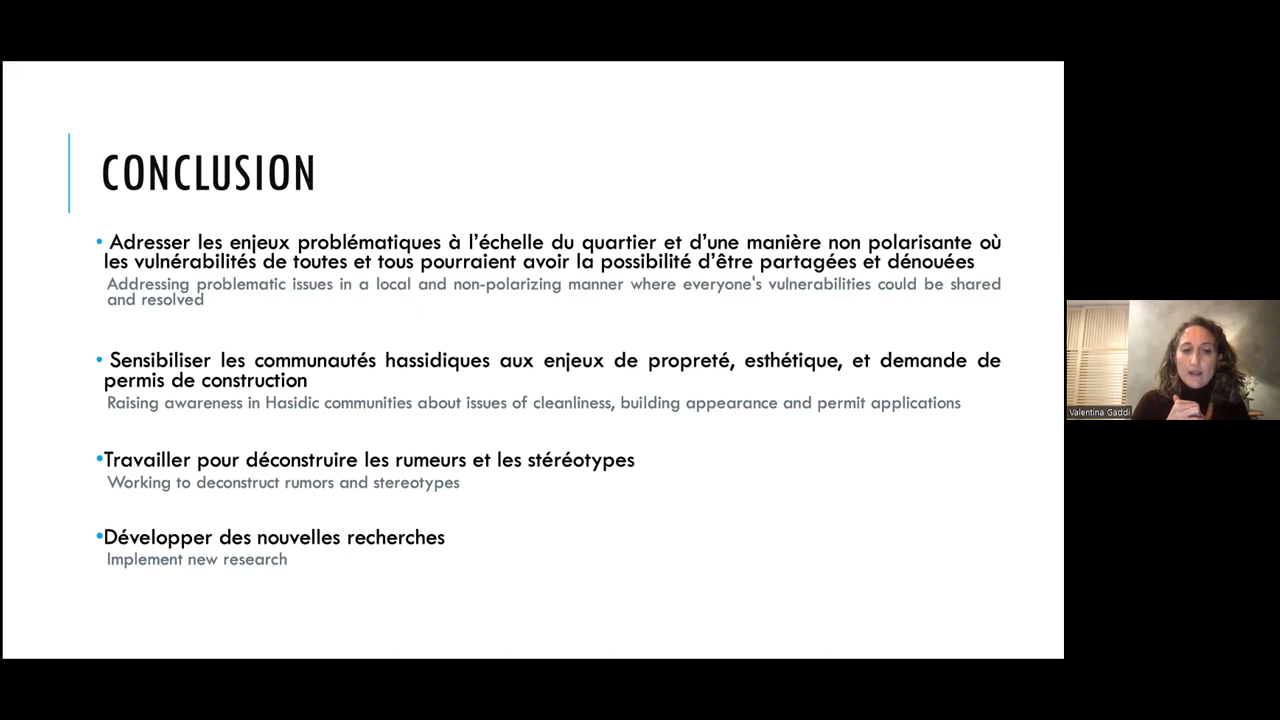 CONCLUSION
• Adresser les enjeux problématiques à l'échelle du quartier et d'une manière non polarisante où
les vulnérabilités de toutes et tous pourraient avoir la possibilité d'être partagées et dénouées
Addressing problematic issues in a local and non-polarizing manner where everyone's vulnerabilities could be shared
and resolved
• Sensibiliser les communautés hassidiques aux enjeux de propreté, esthétique, et demande de
permis de construction
Raising awareness in Hasidic communities about issues of cleanliness, building appearance and permit applications
•Travailler pour déconstruire les rumeurs et les stéréotypes
Working to deconstruct rumors and stereotypes
•Développer des nouvelles recherches
Implement new research
Valentina Gaddi